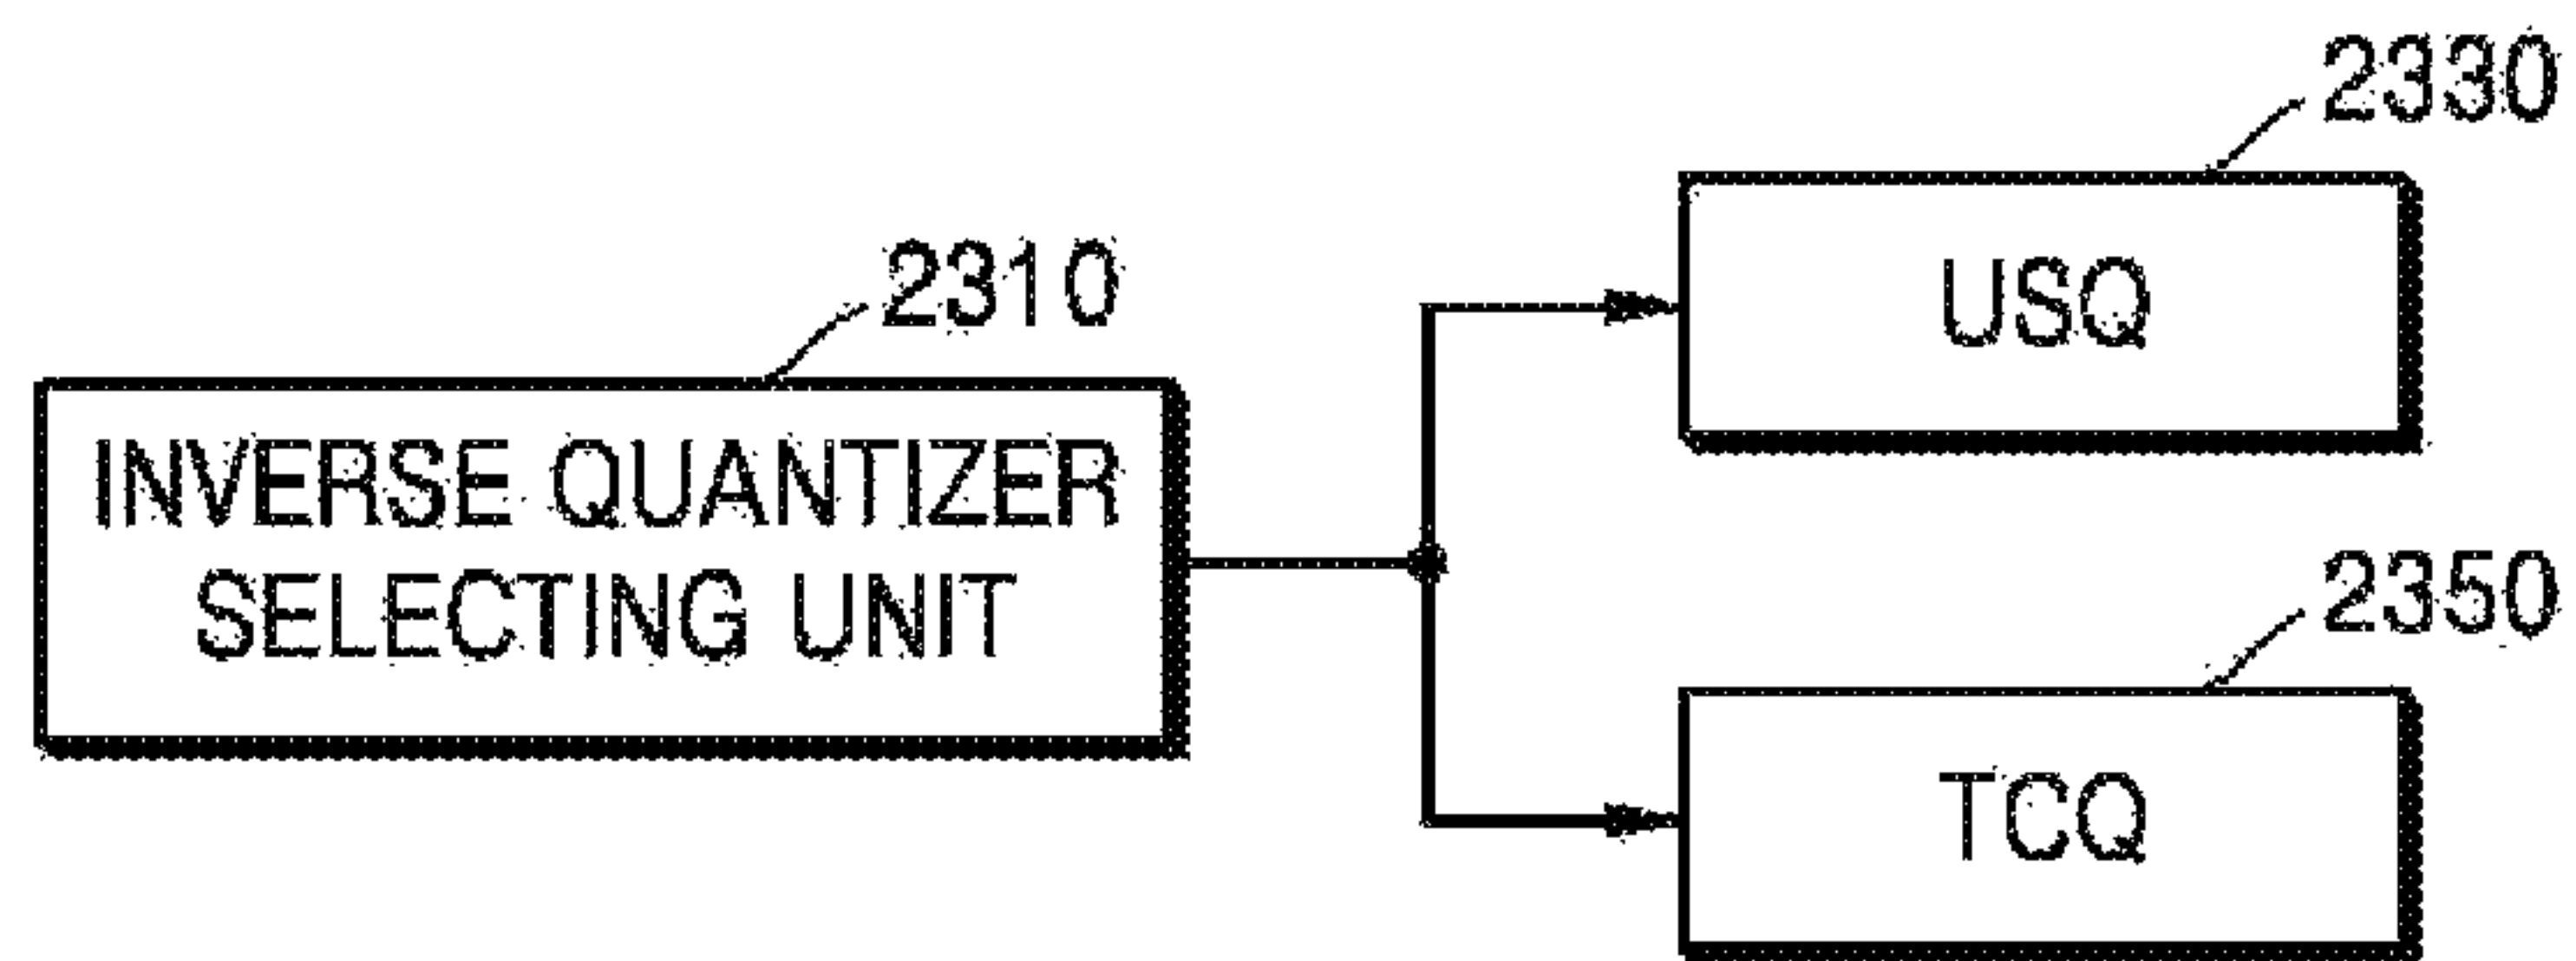 2330
USQ
2310
INVERSE QUANTIZER
SELECTING UNIT
2350
TCQ